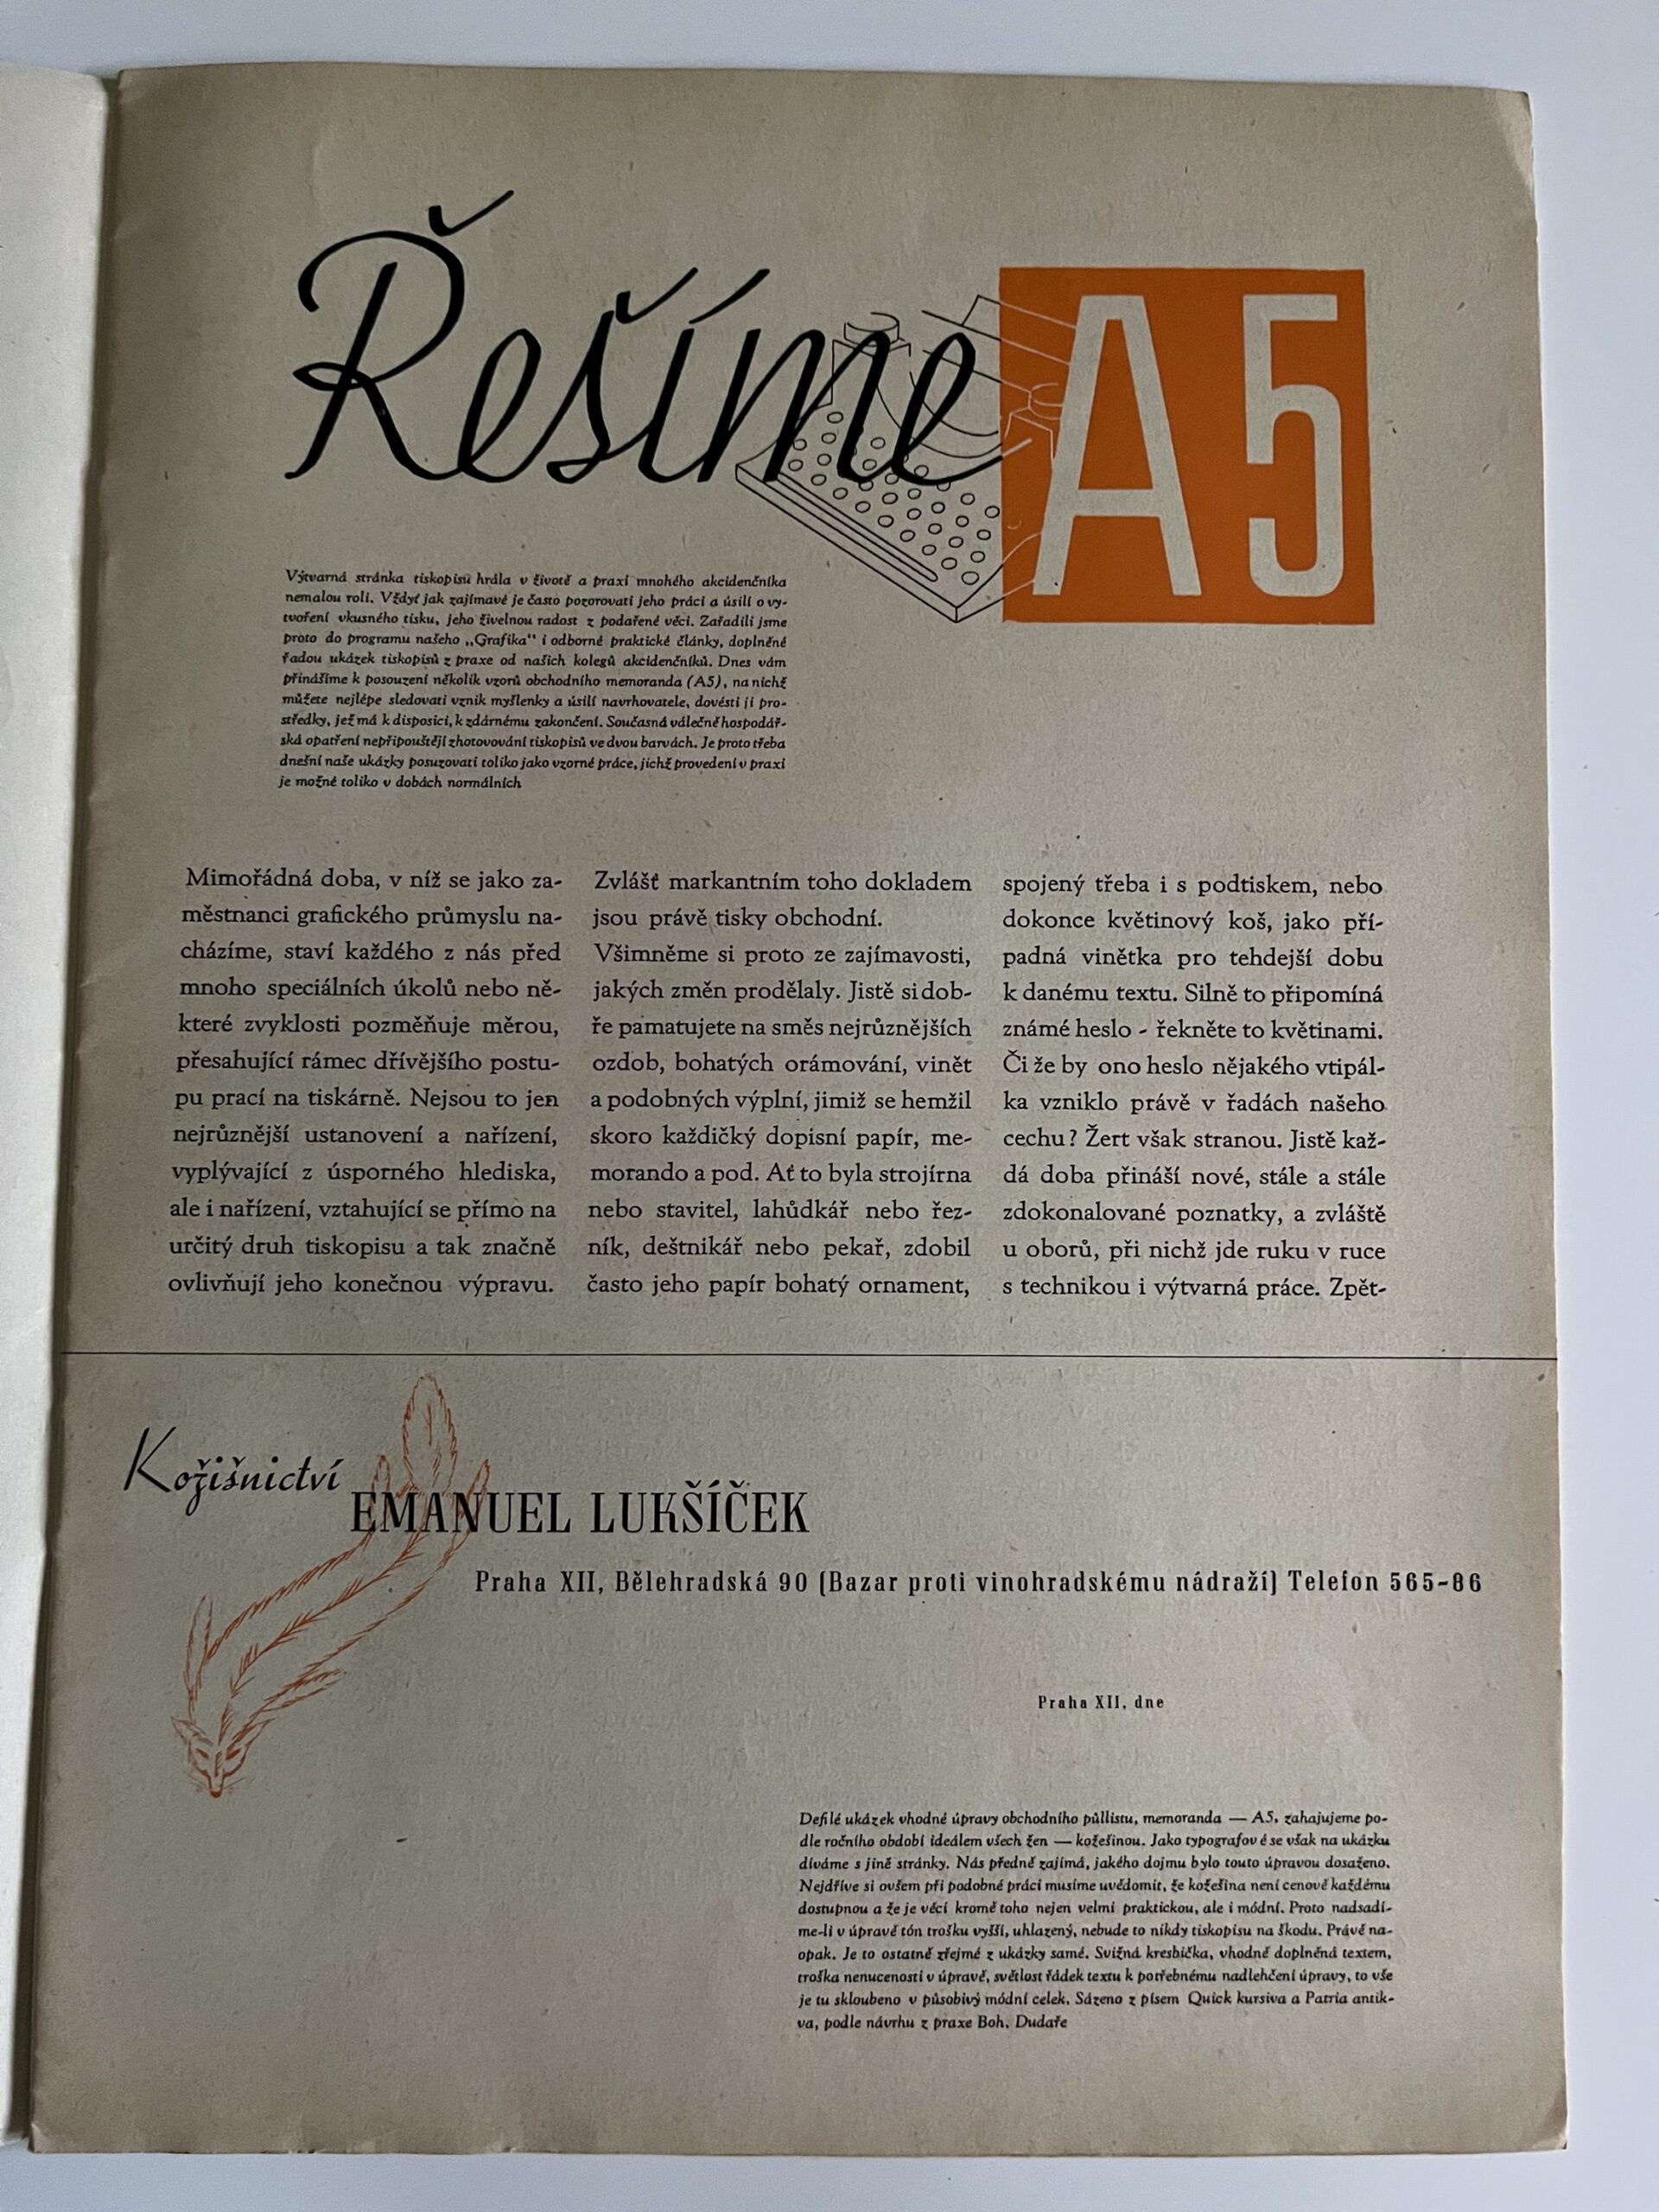 Řešíme A5
Výtvarná stránka tiskopisů hrála v životě a praxi mnohého akcidenčníka
nemalou roli. Vždyť jak zajímavé je často pozorovati jeho práci a úsilí o vy-
tvoření vkusného tisku, jeho živelnou radost z podařené věci. Zařadili jsme
proto do programu našeho „Grafika" i odborné praktické články, doplněné
řadou ukázek tiskopisů z praxe od našich kolegů akcidenčníků. Dnes vám
přinášíme k posouzení několik vzorů obchodního memoranda (A5), na nichž
můžete nejlépe sledovati vznik myšlenky a úsilí navrhovatele, dovésti ji pro-
středky, jež má k disposici, k zdárnému zakončení. Současná válečně hospodář-
ská opatření nepřipouštějí zhotovování tiskopisů ve dvou barvách. Je proto třeba
dnešní naše ukázky posuzovati toliko jako vzorné práce, jichž provedení v praxi
je možné toliko v dobách normálních
Mimořádná doba, v níž se jako za-
městnanci grafického průmyslu na-
cházíme, staví každého z nás před
mnoho speciálních úkolů nebo ně-
které zvyklosti pozměňuje měrou,
přesahující rámec dřívějšího postu-
pu prací na tiskárně. Nejsou to jen
nejrůznější ustanovení a nařízení,
vyplývající z úsporného hlediska,
ale i nařízení, vztahující se přímo na
určitý druh tiskopisu a tak značně
ovlivňují jeho konečnou výpravu.
Zvlášť markantním toho dokladem
jsou právě tisky obchodní.
Všimněme si proto ze zajímavosti,
jakých změn prodělaly. Jistě si dob-
ře pamatujete na směs nejrůznějších
ozdob, bohatých orámování, vinět
a podobných výplní, jimiž se hemžil
skoro každičký dopisní papír, me-
morando a pod. Ať to byla strojírna
nebo stavitel, lahůdkář nebo řez-
ník, deštnikář nebo pekař, zdobil
často jeho papír bohatý ornament,
spojený třeba i s podtiskem, nebo
dokonce květinový koš, jako pří-
padná vinětka pro tehdejší dobu
k danému textu. Silně to připomíná
známé heslo - řekněte to květinami.
Či že by ono heslo nějakého vtipál-
ka vzniklo právě v řadách našeho
cechu? Žert však stranou. Jistě kaž-
dá doba přináší nové, stále a stále
zdokonalované poznatky, a zvláště
u oborů, při nichž jde ruku v ruce
s technikou i výtvarná práce. Zpět-
Kožišnictví
EMANUEL LUKŠÍČEK
Praha XII, Bělehradská 90 (Bazar proti vinohradskému nádraží) Telefon 565-86
Praha XII, dne
Defilé ukázek vhodné úpravy obchodního půllistu, memoranda — A5, zahajujeme po-
dle ročního období ideálem všech žen — kožešinou. Jako typografové se však na ukázku
díváme s jiné stránky. Nás předně zajímá, jakého dojmu bylo touto úpravou dosaženo.
Nejdříve si ovšem při podobné práci musíme uvědomit, že kožešina není cenově každému
dostupnou a že je věcí kromě toho nejen velmi praktickou, ale i módní. Proto nadsadí-
me-li v úpravě tón trošku vyšší, uhlazený, nebude to nikdy tiskopisu na škodu. Právě na-
opak. Je to ostatně zřejmé z ukázky samé. Svižná kresbička, vhodně doplněná textem,
troška nenucenosti v úpravě, světlost řádek textu k potřebnému nadlehčení úpravy, to vše
je tu skloubeno v působivý módní celek. Sázeno z písem Quick kursiva a Patria antik-
va, podle návrhu z praxe Boh. Dudaře